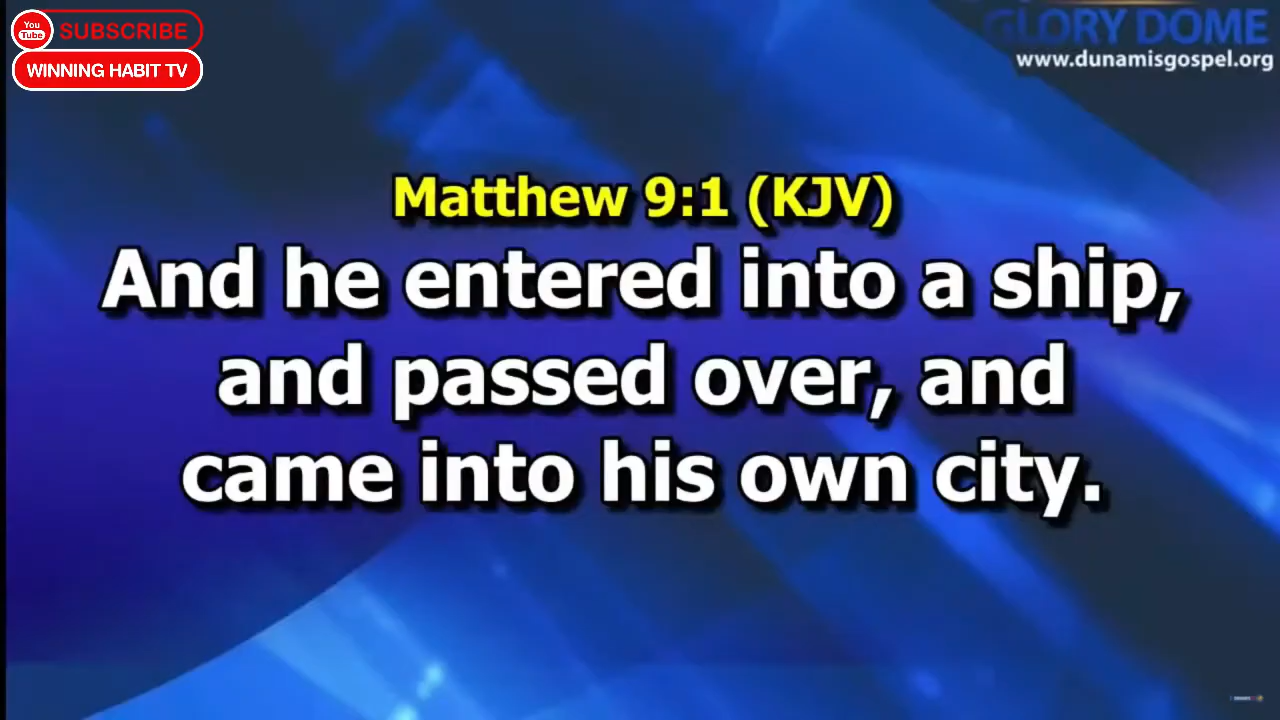 You
Tube
SUBSCRIBE
WINNING HABIT TV
GLORY DOME
www.dunamisgospel.org
Matthew 9:1 (KJV)
And he entered into a ship,
and passed over, and
came into his own city.